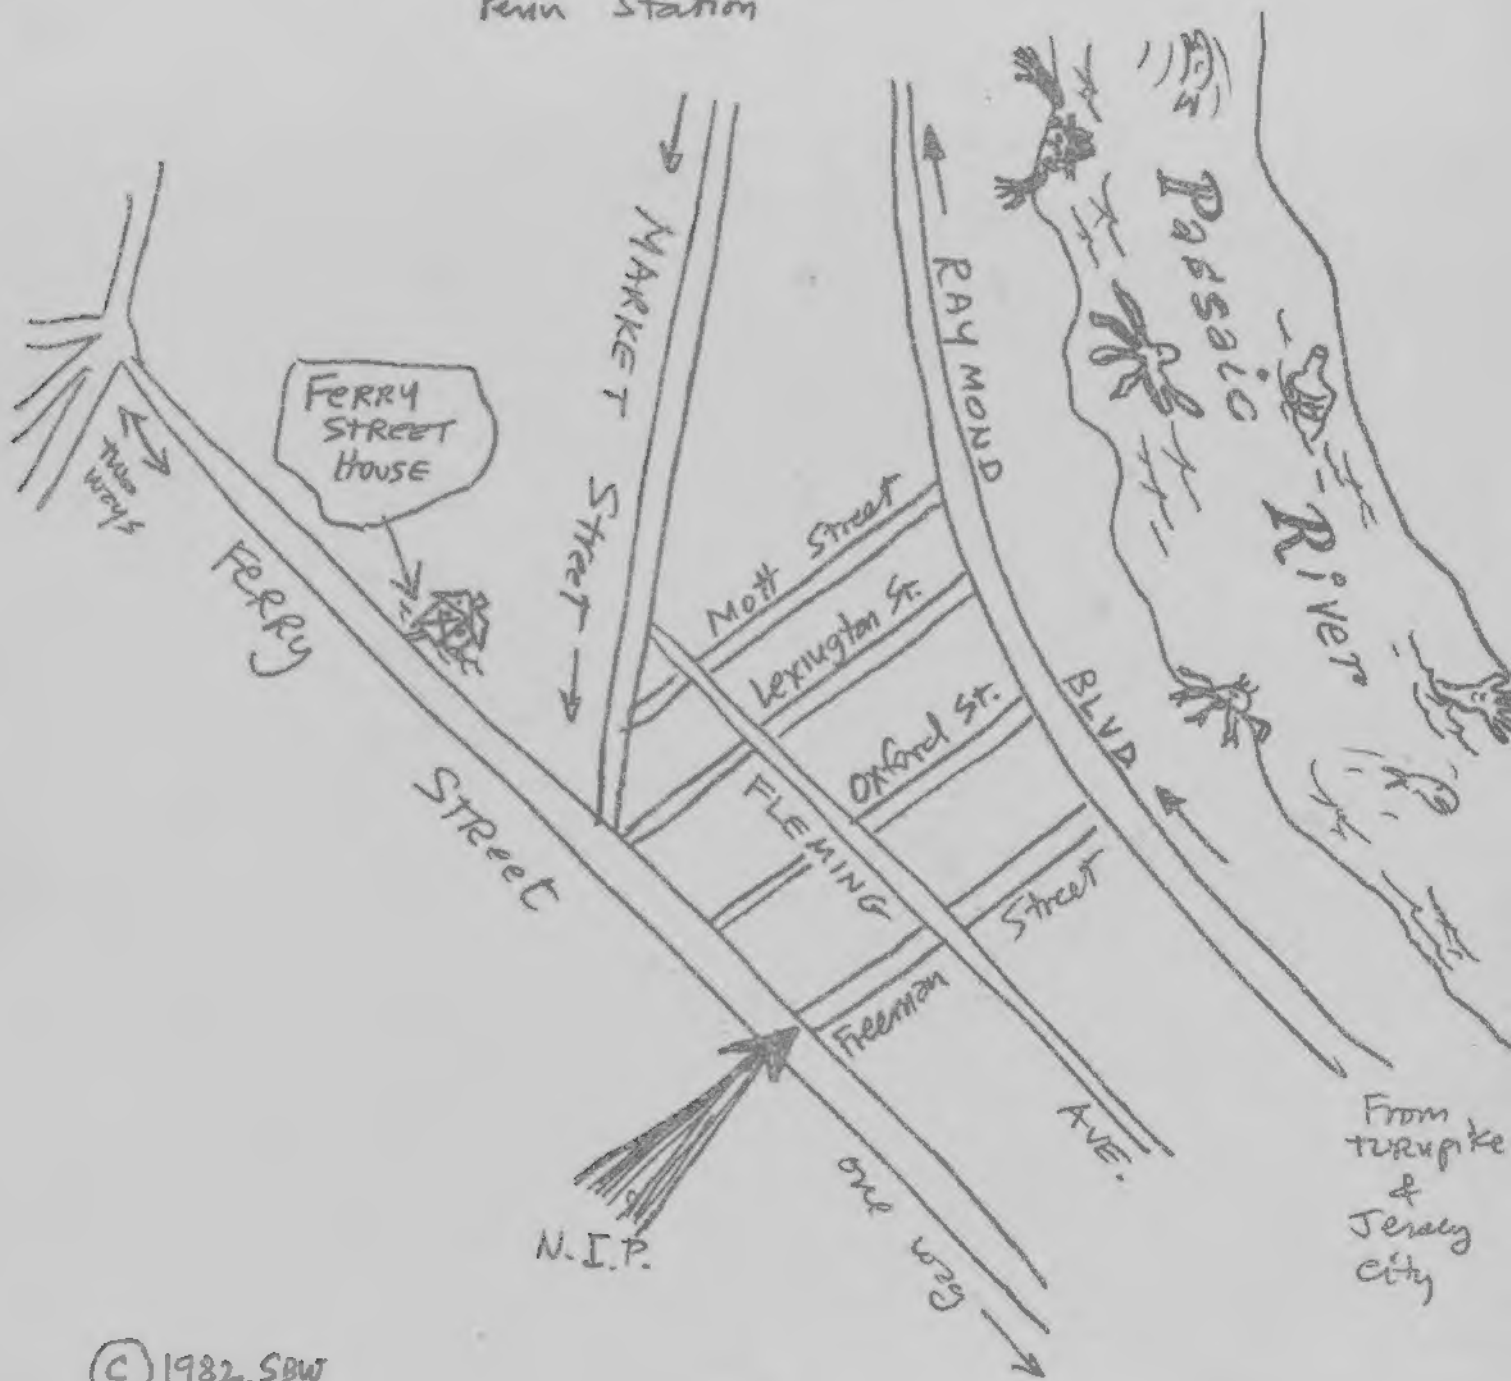 Penn Station
MARKET Street
RAYMOND BLVD
Passaic River
FERRY
STREET
HOUSE
two
ways
FERRY STREET
Mott Street
Lexington St.
Oxford St.
FLEMING AVE.
Freeman Street
N.I.P.
one way
From
TURNpike
&
Jersey
City
© 1982 SBW